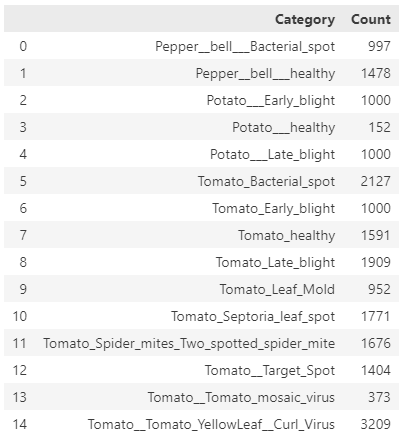 Category Count
0 Pepper__bell___Bacterial_spot 997
1 Pepper__bell___healthy 1478
2 Potato___Early_blight 1000
3 Potato___healthy 152
4 Potato___Late_blight 1000
5 Tomato_Bacterial_spot 2127
6 Tomato_Early_blight 1000
7 Tomato_healthy 1591
8 Tomato_Late_blight 1909
9 Tomato_Leaf_Mold 952
10 Tomato_Septoria_leaf_spot 1771
11 Tomato_Spider_mites_Two_spotted_spider_mite 1676
12 Tomato__Target_Spot 1404
13 Tomato__Tomato_mosaic_virus 373
14 Tomato__Tomato_YellowLeaf__Curl_Virus 3209